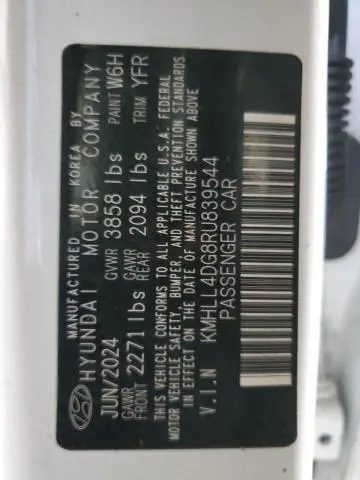 MANUFACTURED IN KOREA BY
HYUNDAI MOTOR COMPANY
JUN/2024 GVWR 3858 lbs PAINT W6H
GAWR FRONT 2271 lbs GAWR REAR 2094 lbs TRIM YFR
THIS VEHICLE CONFORMS TO ALL APPLICABLE U.S.A. FEDERAL
MOTOR VEHICLE SAFETY, BUMPER, AND THEFT PREVENTION STANDARDS
IN EFFECT ON THE DATE OF MANUFACTURE SHOWN ABOVE
V.I.N KMHLL4DG8RU839544
PASSENGER CAR